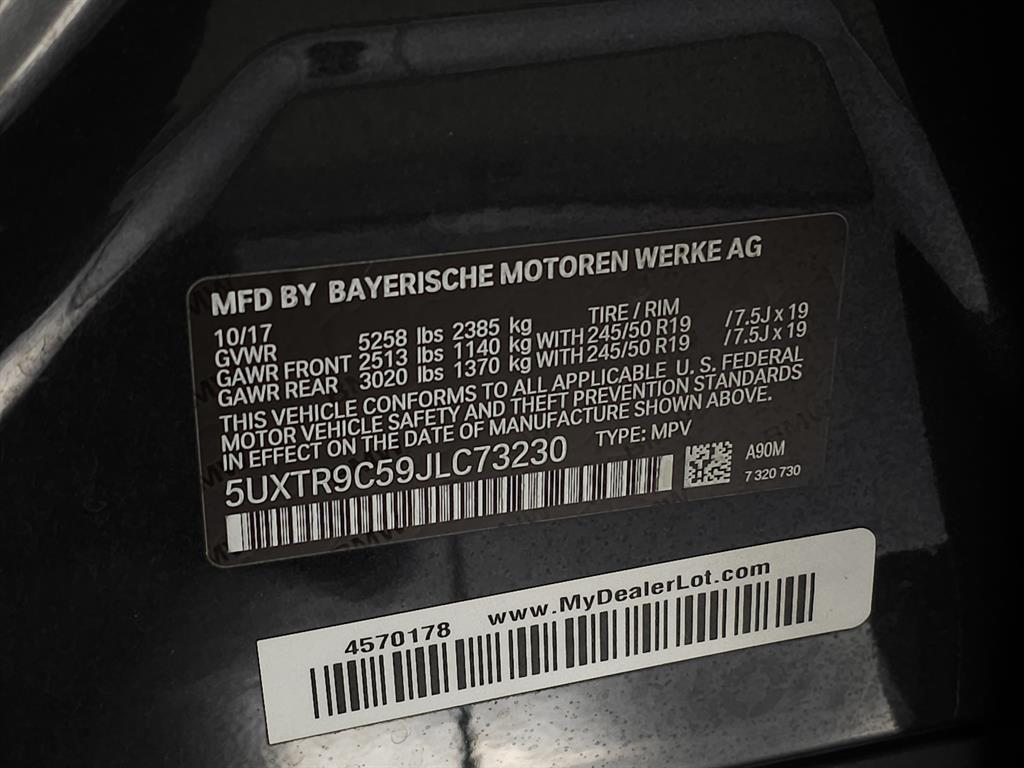 MFD BY BAYERISCHE MOTOREN WERKE AG
10/17 TIRE / RIM
GVWR 5258 lbs 2385 kg
GAWR FRONT 2513 lbs 1140 kg WITH 245/50 R19 / 7.5J x 19
GAWR REAR 3020 lbs 1370 kg WITH 245/50 R19 / 7.5J x 19
THIS VEHICLE CONFORMS TO ALL APPLICABLE U. S. FEDERAL
MOTOR VEHICLE SAFETY AND THEFT PREVENTION STANDARDS
IN EFFECT ON THE DATE OF MANUFACTURE SHOWN ABOVE.
5UXTR9C59JLC73230 TYPE: MPV
A90M
7 320 730
4570178 www.MyDealerLot.com